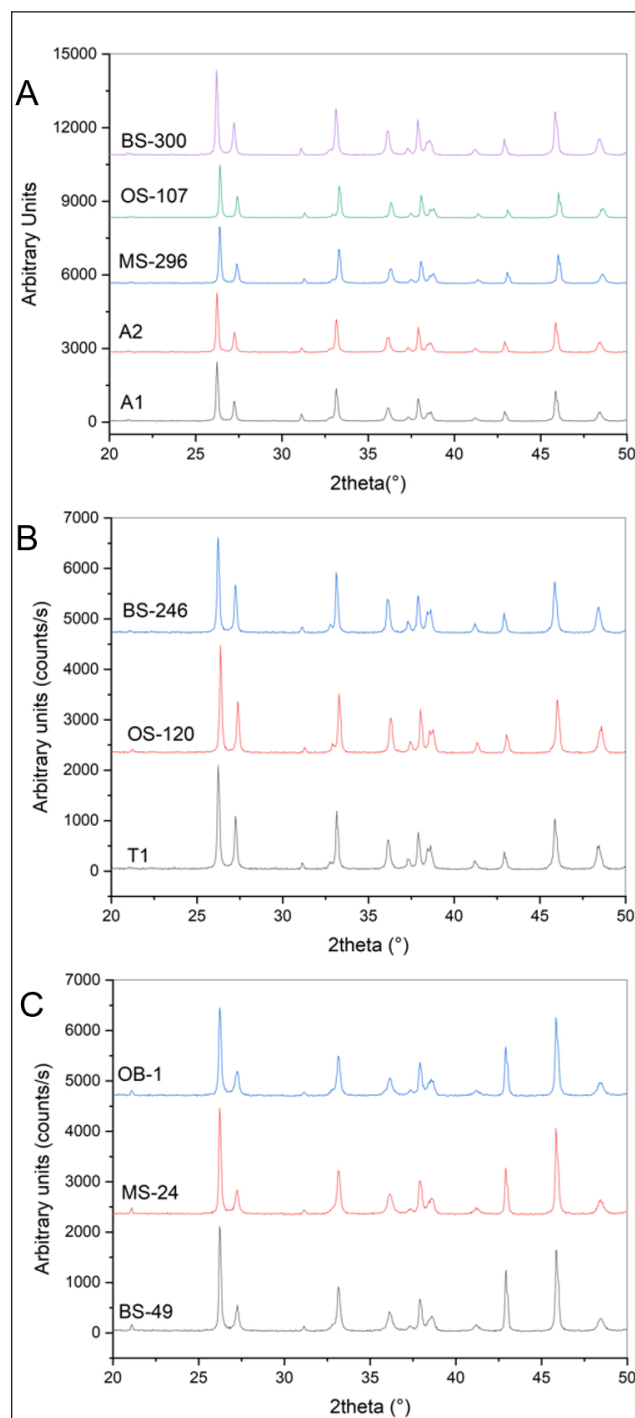 A
15000
12000
9000
6000
3000
0
Arbitrary Units
BS-300
OS-107
MS-296
A2
A1
20 25 30 35 40 45 50
2theta(°)
B
7000
6000
5000
4000
3000
2000
1000
0
Arbitrary units (counts/s)
BS-246
OS-120
T1
20 25 30 35 40 45 50
2theta (°)
C
7000
6000
5000
4000
3000
2000
1000
0
Arbitrary units (counts/s)
OB-1
MS-24
BS-49
20 25 30 35 40 45 50
2theta (°)